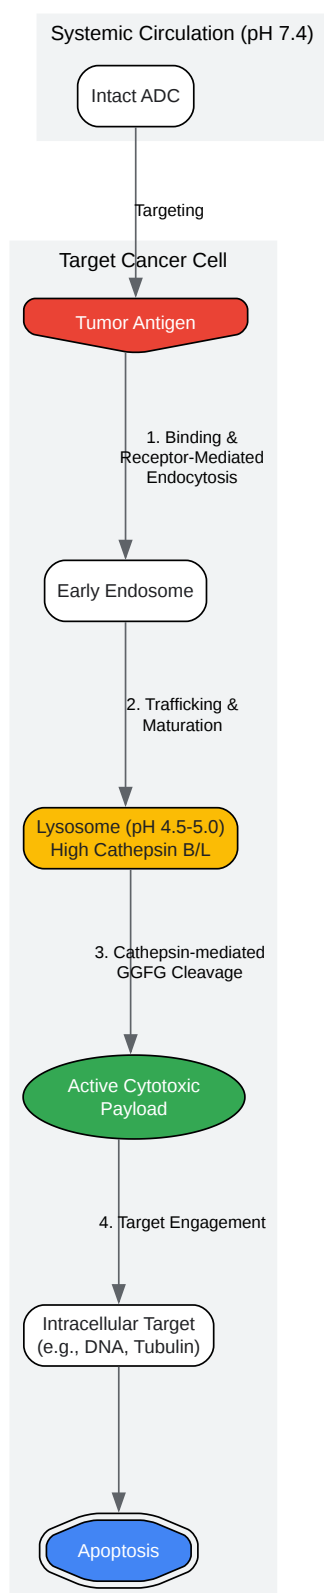 Systemic Circulation (pH 7.4)
Intact ADC
Targeting
Target Cancer Cell
Tumor Antigen
1. Binding &
Receptor-Mediated
Endocytosis
Early Endosome
2. Trafficking &
Maturation
Lysosome (pH 4.5-5.0)
High Cathepsin B/L
3. Cathepsin-mediated
GGFG Cleavage
Active Cytotoxic
Payload
4. Target Engagement
Intracellular Target
(e.g., DNA, Tubulin)
Apoptosis